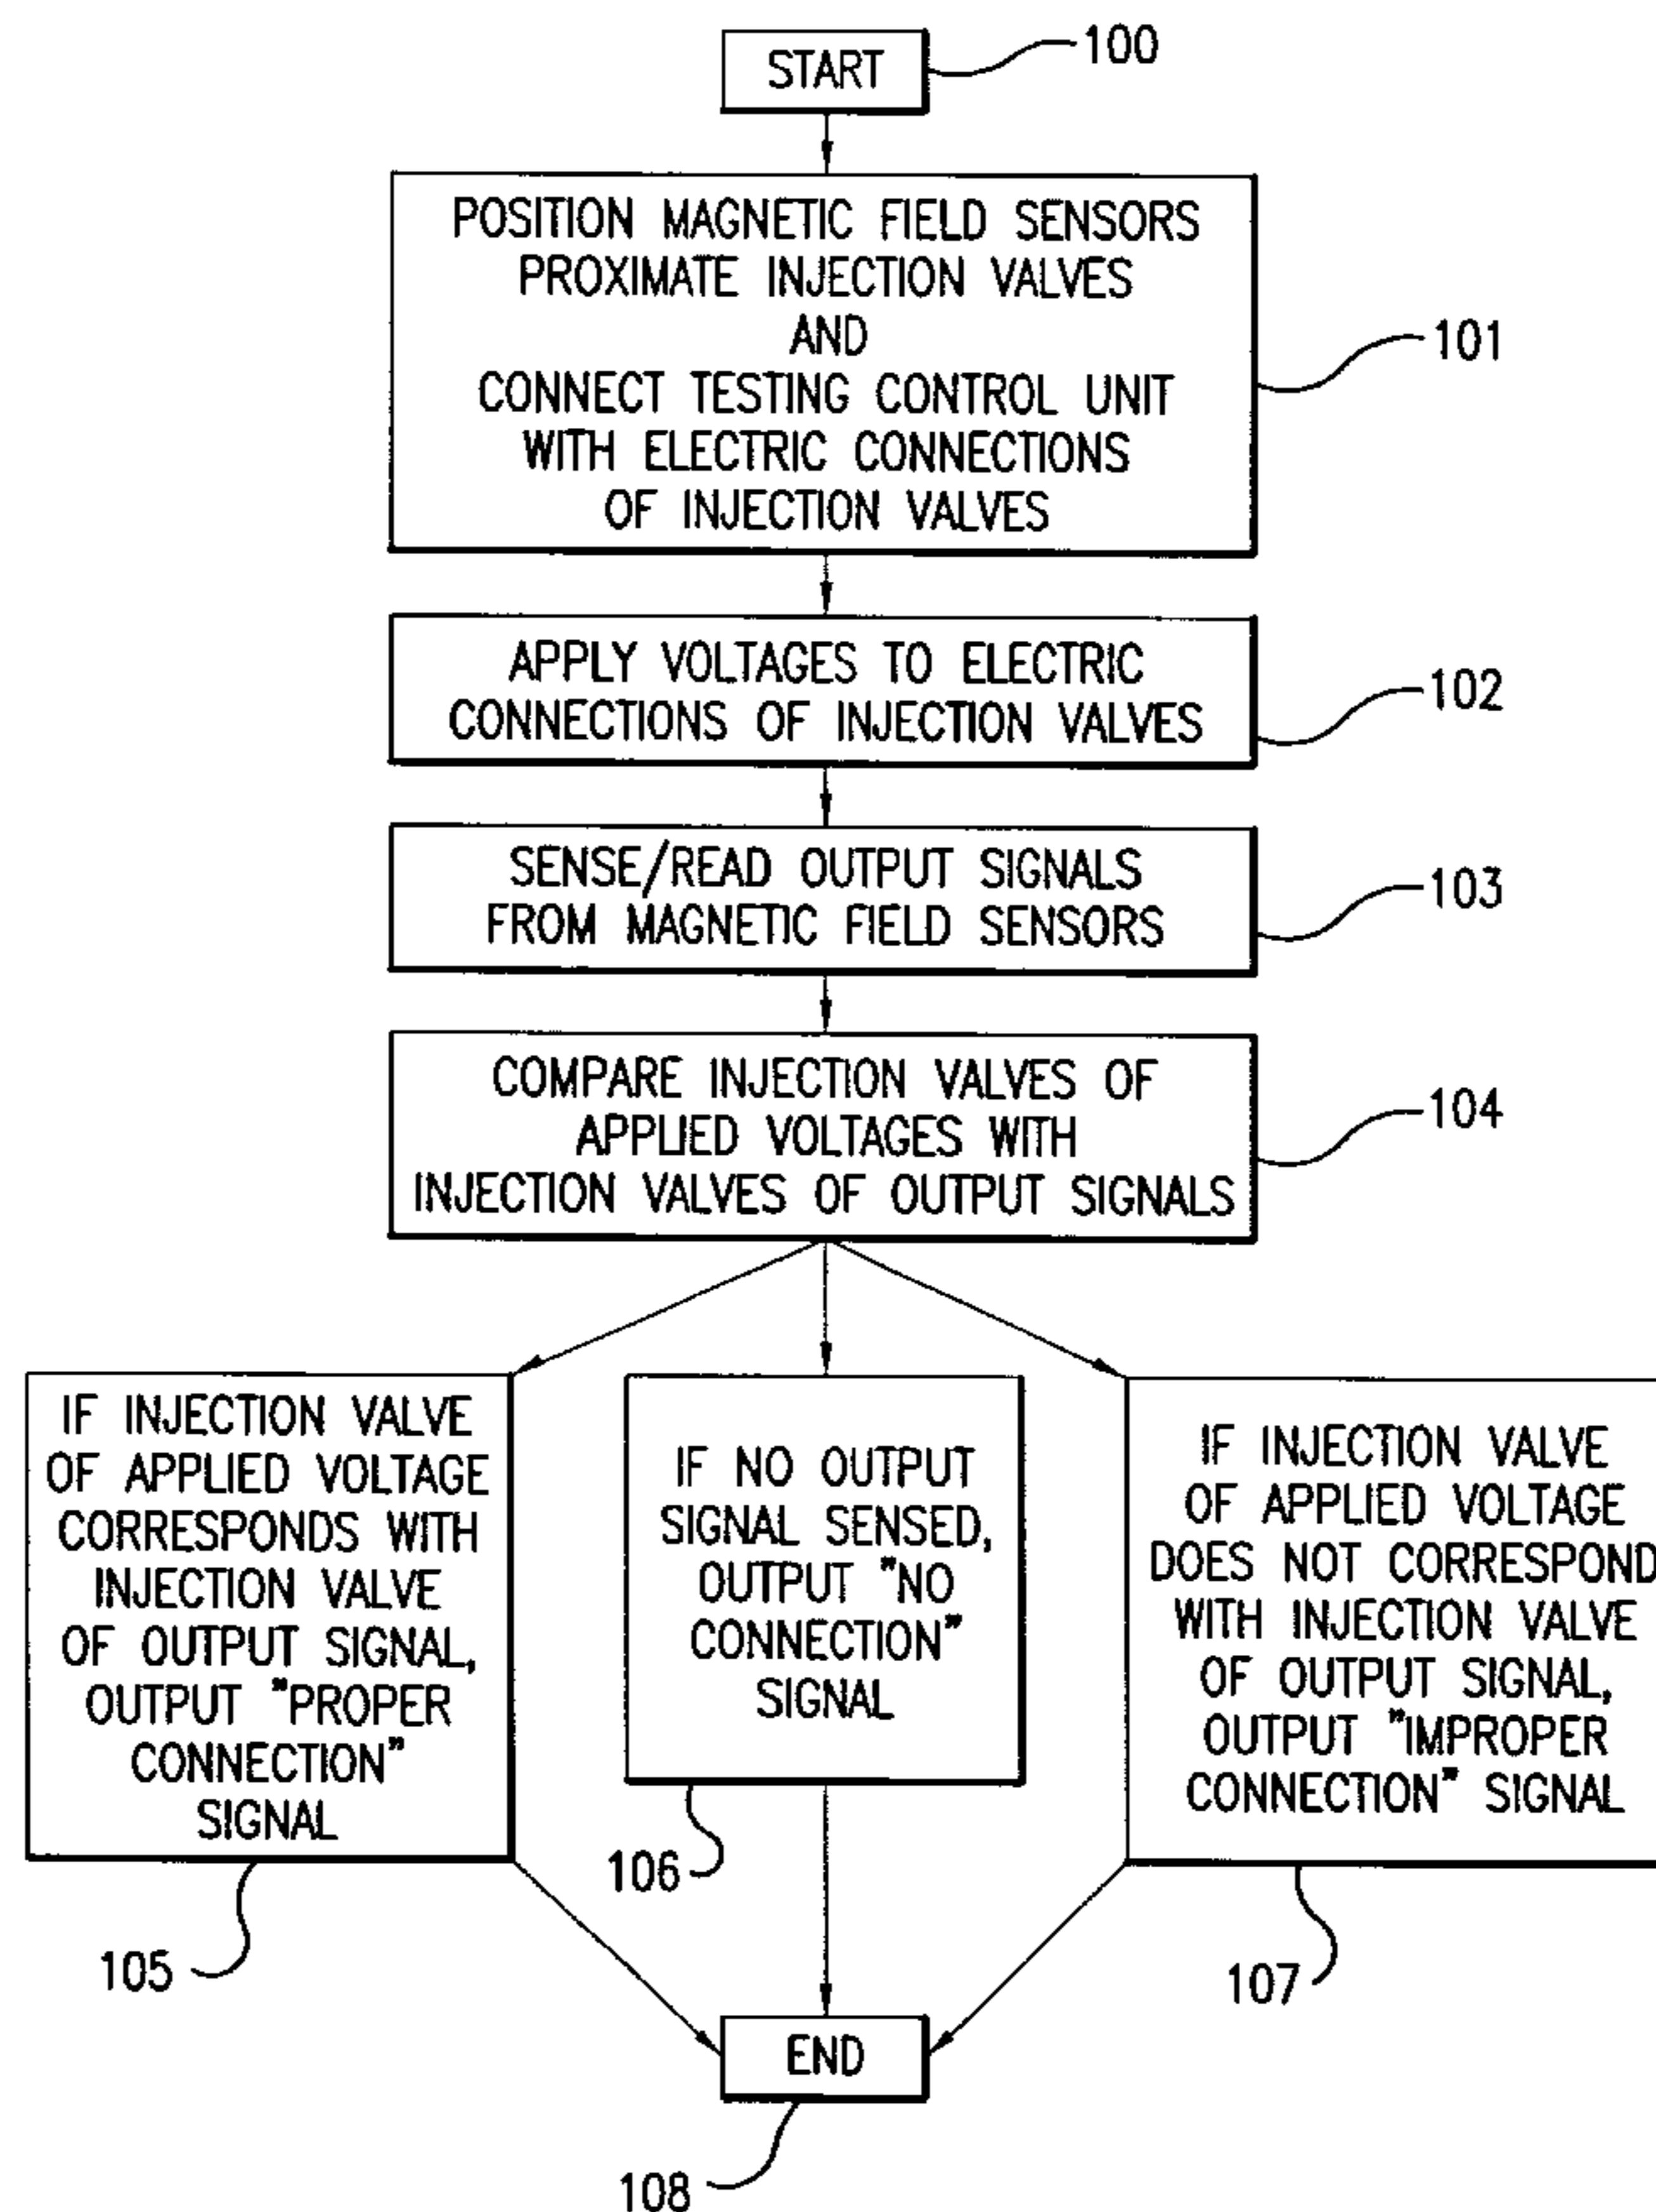 START
100
POSITION MAGNETIC FIELD SENSORS
PROXIMATE INJECTION VALVES
AND
CONNECT TESTING CONTROL UNIT
WITH ELECTRIC CONNECTIONS
OF INJECTION VALVES
101
APPLY VOLTAGES TO ELECTRIC
CONNECTIONS OF INJECTION VALVES
102
SENSE/READ OUTPUT SIGNALS
FROM MAGNETIC FIELD SENSORS
103
COMPARE INJECTION VALVES OF
APPLIED VOLTAGES WITH
INJECTION VALVES OF OUTPUT SIGNALS
104
IF INJECTION VALVE
OF APPLIED VOLTAGE
CORRESPONDS WITH
INJECTION VALVE
OF OUTPUT SIGNAL,
OUTPUT "PROPER
CONNECTION"
SIGNAL
105
IF NO OUTPUT
SIGNAL SENSED,
OUTPUT "NO
CONNECTION"
SIGNAL
106
IF INJECTION VALVE
OF APPLIED VOLTAGE
DOES NOT CORRESPOND
WITH INJECTION VALVE
OF OUTPUT SIGNAL,
OUTPUT "IMPROPER
CONNECTION" SIGNAL
107
END
108